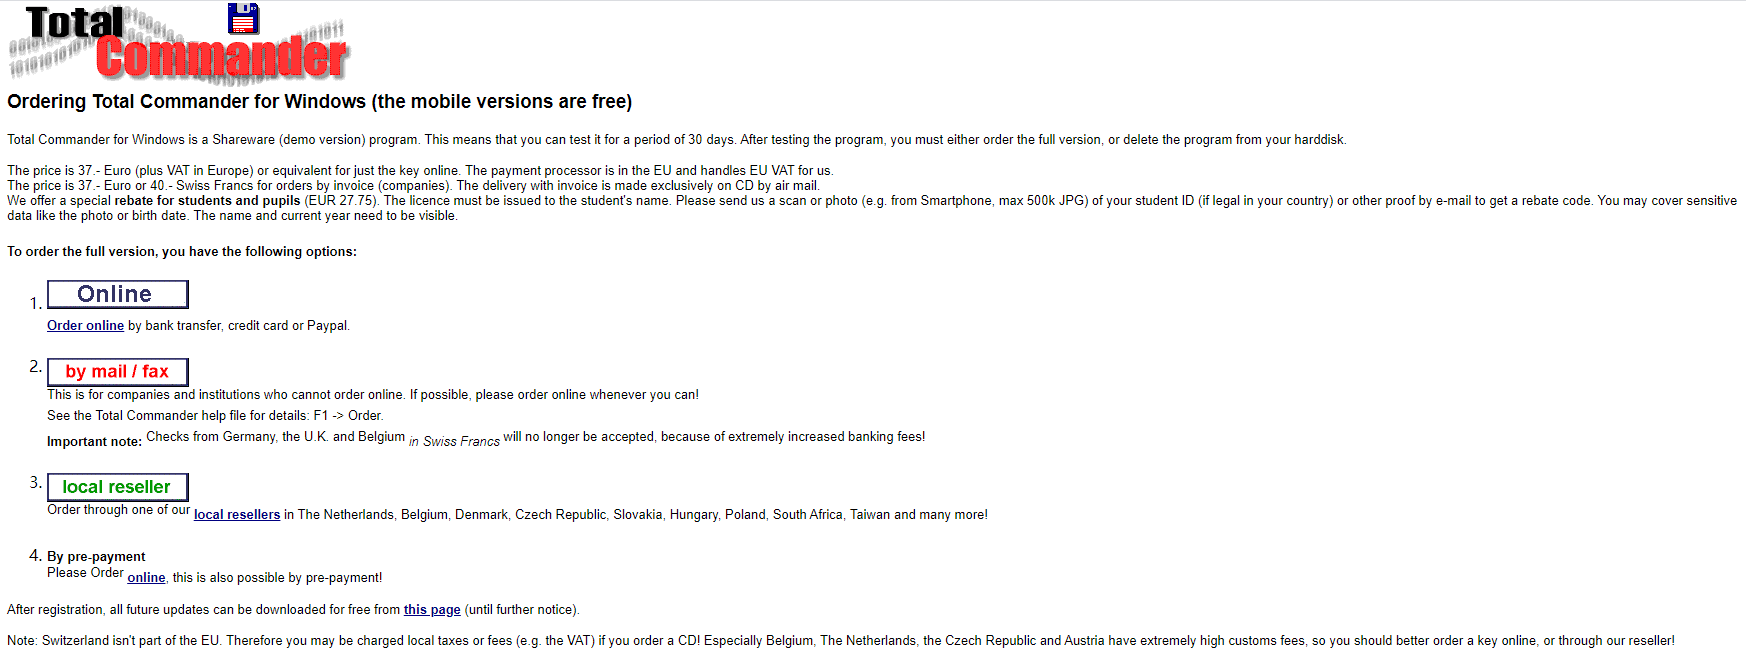 Total
Commander
Ordering Total Commander for Windows (the mobile versions are free)
Total Commander for Windows is a Shareware (demo version) program. This means that you can test it for a period of 30 days. After testing the program, you must either order the full version, or delete the program from your harddisk.
The price is 37.- Euro (plus VAT in Europe) or equivalent for just the key online. The payment processor is in the EU and handles EU VAT for us.
The price is 37.- Euro or 40.- Swiss Francs for orders by invoice (companies). The delivery with invoice is made exclusively on CD by air mail.
We offer a special rebate for students and pupils (EUR 27.75). The licence must be issued to the student's name. Please send us a scan or photo (e.g. from Smartphone, max 500k JPG) of your student ID (if legal in your country) or other proof by e-mail to get a rebate code. You may cover sensitive
data like the photo or birth date. The name and current year need to be visible.
To order the full version, you have the following options:
1. Online
Order online by bank transfer, credit card or Paypal.
2. by mail / fax
This is for companies and institutions who cannot order online. If possible, please order online whenever you can!
See the Total Commander help file for details: F1 -> Order.
Important note: Checks from Germany, the U.K. and Belgium in Swiss Francs will no longer be accepted, because of extremely increased banking fees!
3. local reseller
Order through one of our local resellers in The Netherlands, Belgium, Denmark, Czech Republic, Slovakia, Hungary, Poland, South Africa, Taiwan and many more!
4. By pre-payment
Please Order online, this is also possible by pre-payment!
After registration, all future updates can be downloaded for free from this page (until further notice).
Note: Switzerland isn't part of the EU. Therefore you may be charged local taxes or fees (e.g. the VAT) if you order a CD! Especially Belgium, The Netherlands, the Czech Republic and Austria have extremely high customs fees, so you should better order a key online, or through our reseller!